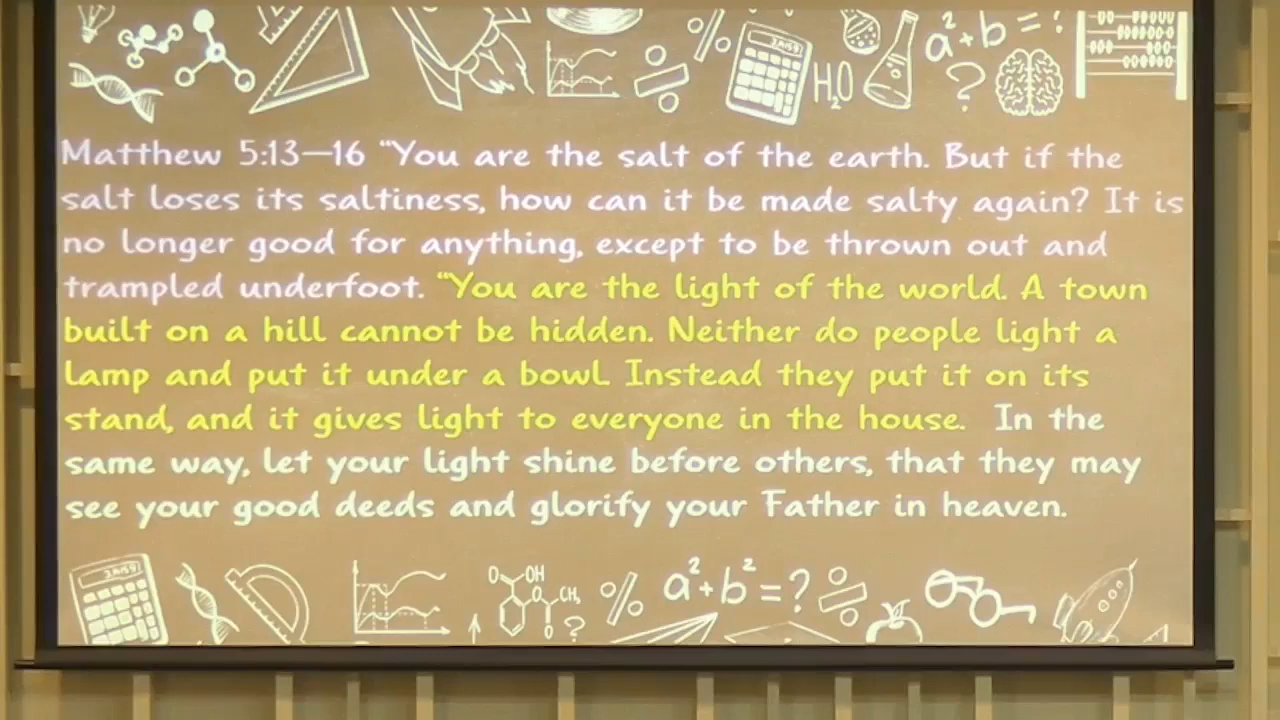 a²+b²=?
H₂O
Matthew 5:13—16 “You are the salt of the earth. But if the
salt loses its saltiness, how can it be made salty again? It is
no longer good for anything, except to be thrown out and
trampled underfoot. “You are the light of the world. A town
built on a hill cannot be hidden. Neither do people light a
lamp and put it under a bowl. Instead they put it on its
stand, and it gives light to everyone in the house. In the
same way, let your light shine before others, that they may
see your good deeds and glorify your Father in heaven.
O OH
O CH₃
O ?
% a²+b²=? ÷